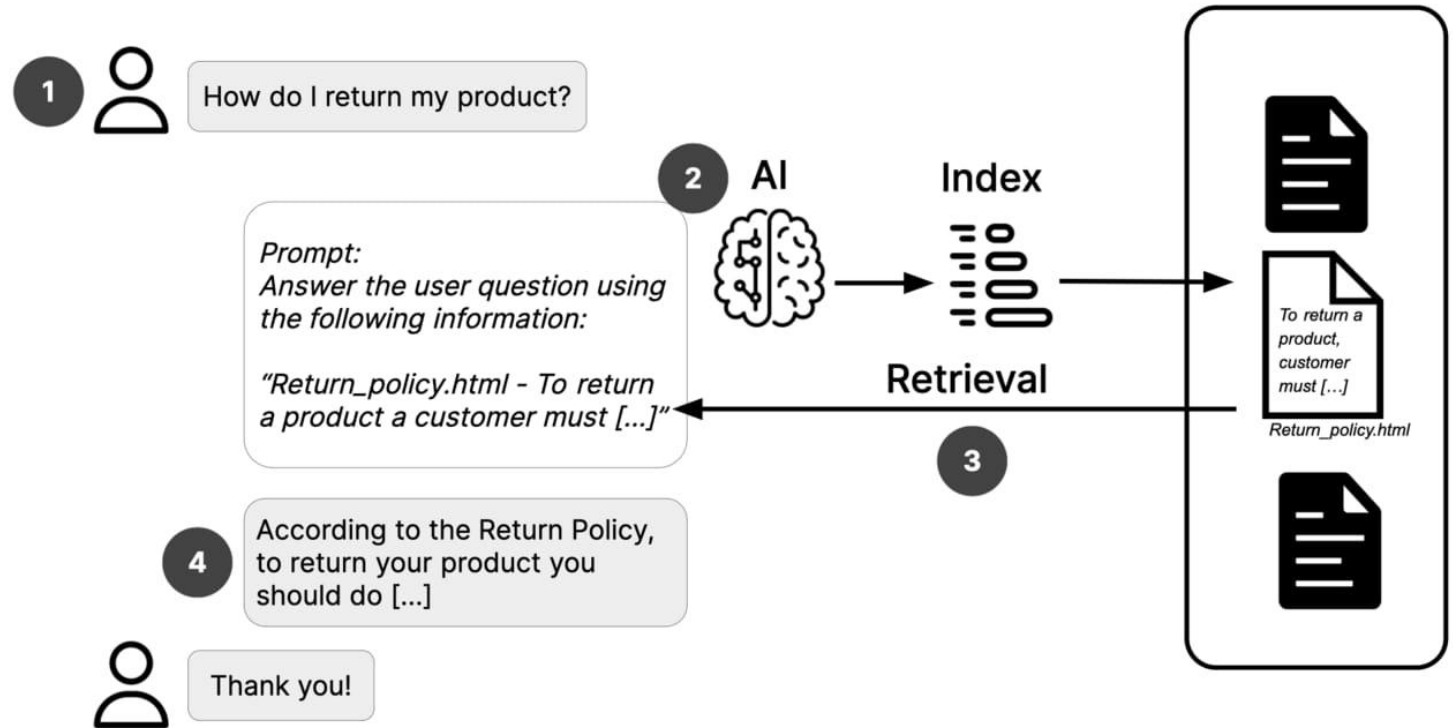 1
How do I return my product?
2
AI
Index
Prompt:
Answer the user question using
the following information:
“Return_policy.html - To return
a product a customer must [...]”
To return a
product,
customer
must [...]
Return_policy.html
Retrieval
3
4
According to the Return Policy,
to return your product you
should do [...]
Thank you!